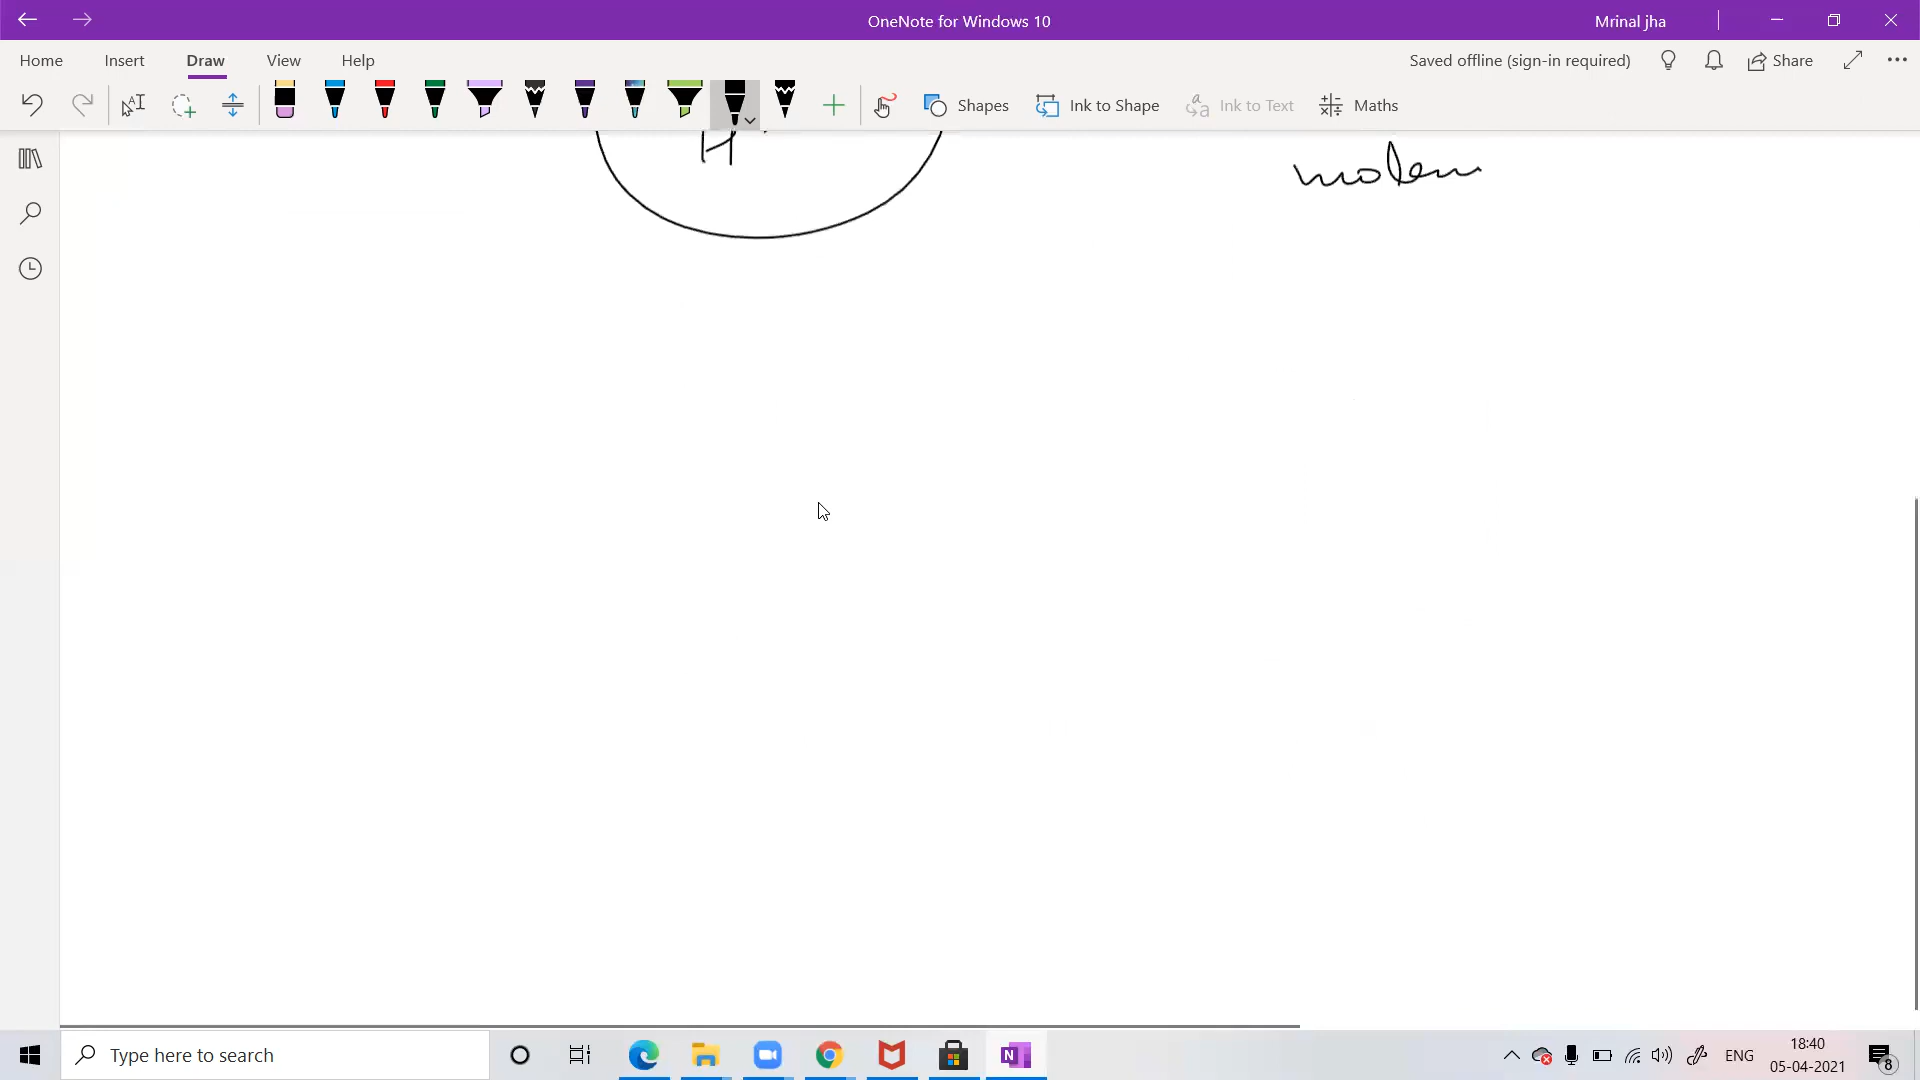 OneNote for Windows 10
Mrinal jha
Home Insert Draw View Help
Saved offline (sign-in required) Share
Shapes Ink to Shape Ink to Text Maths
H
Type here to search
ENG
18:40
05-04-2021
8